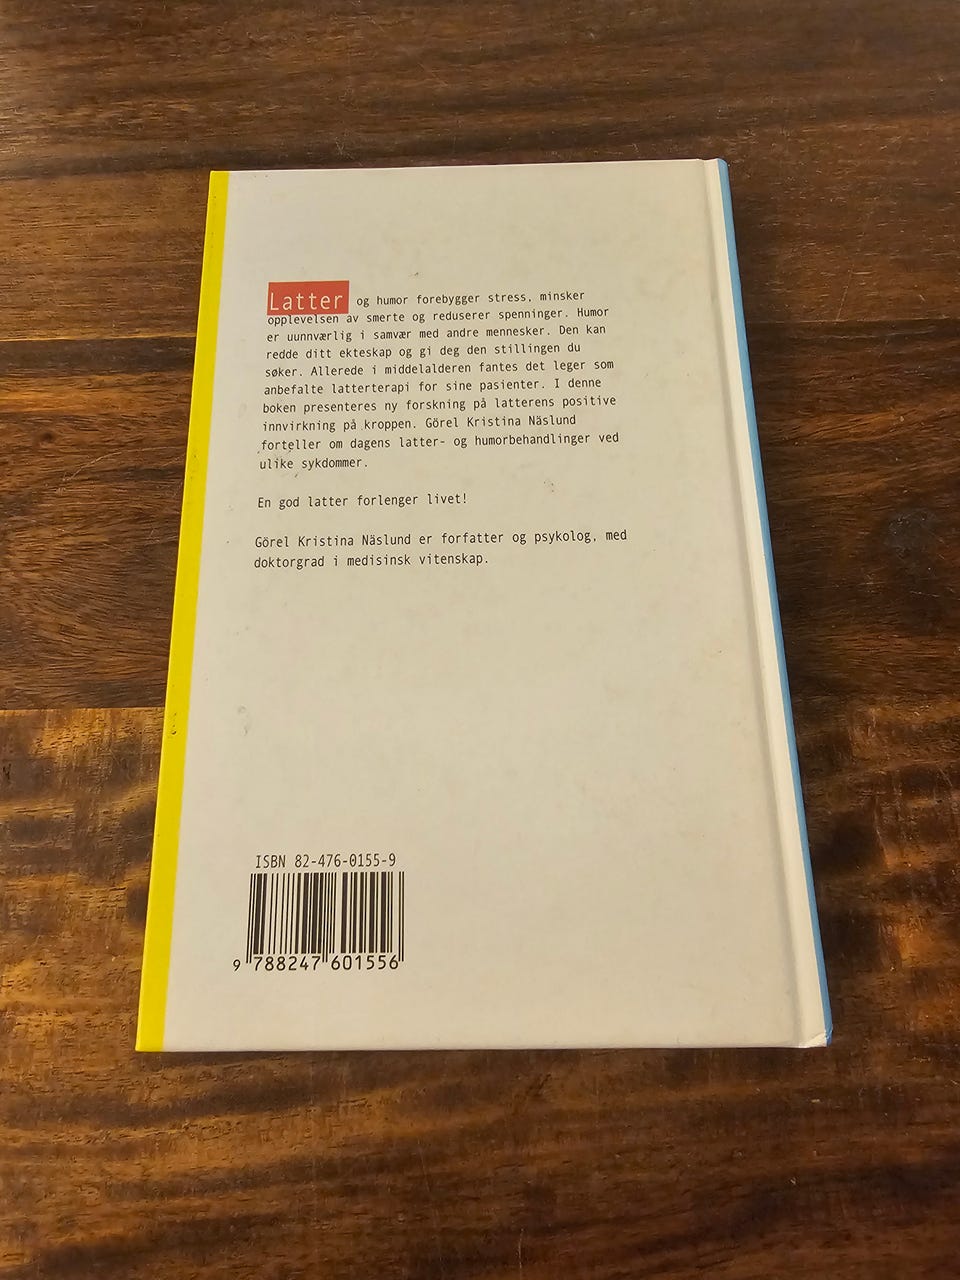 Latter og humor forebygger stress, minsker
opplevelsen av smerte og reduserer spenninger. Humor
er uunnværlig i samvær med andre mennesker. Den kan
redde ditt ekteskap og gi deg den stillingen du
søker. Allerede i middelalderen fantes det leger som
anbefalte latterterapi for sine pasienter. I denne
boken presenteres ny forskning på latterens positive
innvirkning på kroppen. Görel Kristina Näslund
forteller om dagens latter- og humorbehandlinger ved
ulike sykdommer.
En god latter forlenger livet!
Görel Kristina Näslund er forfatter og psykolog, med
doktorgrad i medisinsk vitenskap.
ISBN 82-476-0155-9
9 788247 601556